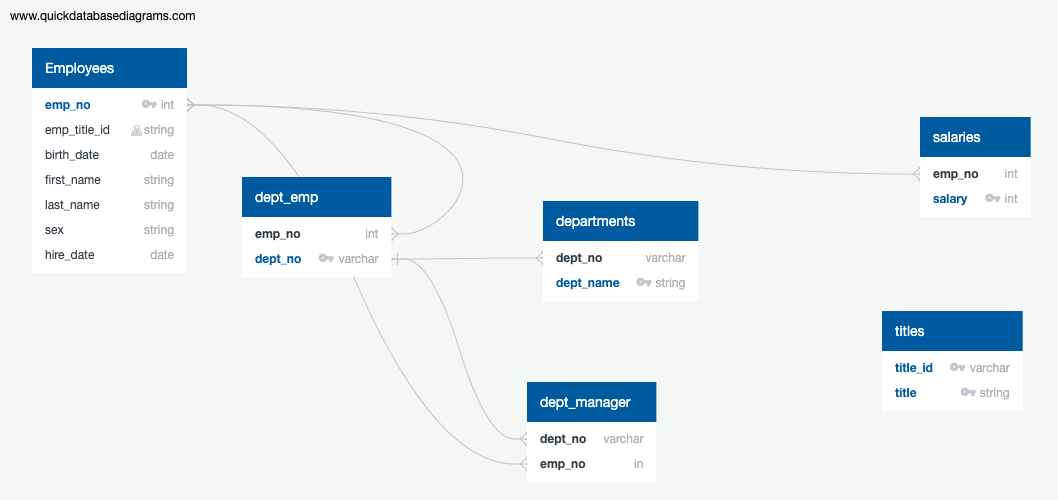 www.quickdatabasediagrams.com
Employees
emp_no int
emp_title_id string
birth_date date
first_name string
last_name string
sex string
hire_date date
dept_emp
emp_no int
dept_no varchar
departments
dept_no varchar
dept_name string
salaries
emp_no int
salary int
titles
title_id varchar
title string
dept_manager
dept_no varchar
emp_no in